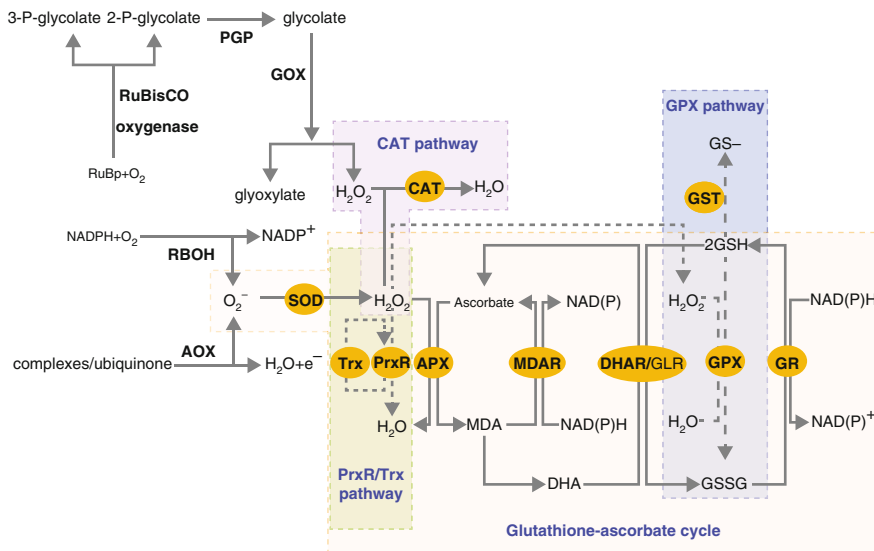 3-P-glycolate 2-P-glycolate
PGP
glycolate
GOX
RuBisCO
oxygenase
RuBp+O₂
glyoxylate
CAT pathway
H₂O₂
CAT
H₂O
GPX pathway
GS–
GST
NADPH+O₂
RBOH
NADP⁺
2GSH
O₂⁻
SOD
H₂O₂
Ascorbate
NAD(P)
H₂O₂
NAD(P)H
complexes/ubiquinone
AOX
H₂O+e⁻
Trx
PrxR
APX
MDAR
DHAR/GLR
GPX
GR
H₂O
MDA
NAD(P)H
H₂O
NAD(P)⁺
PrxR/Trx
pathway
DHA
GSSG
Glutathione-ascorbate cycle